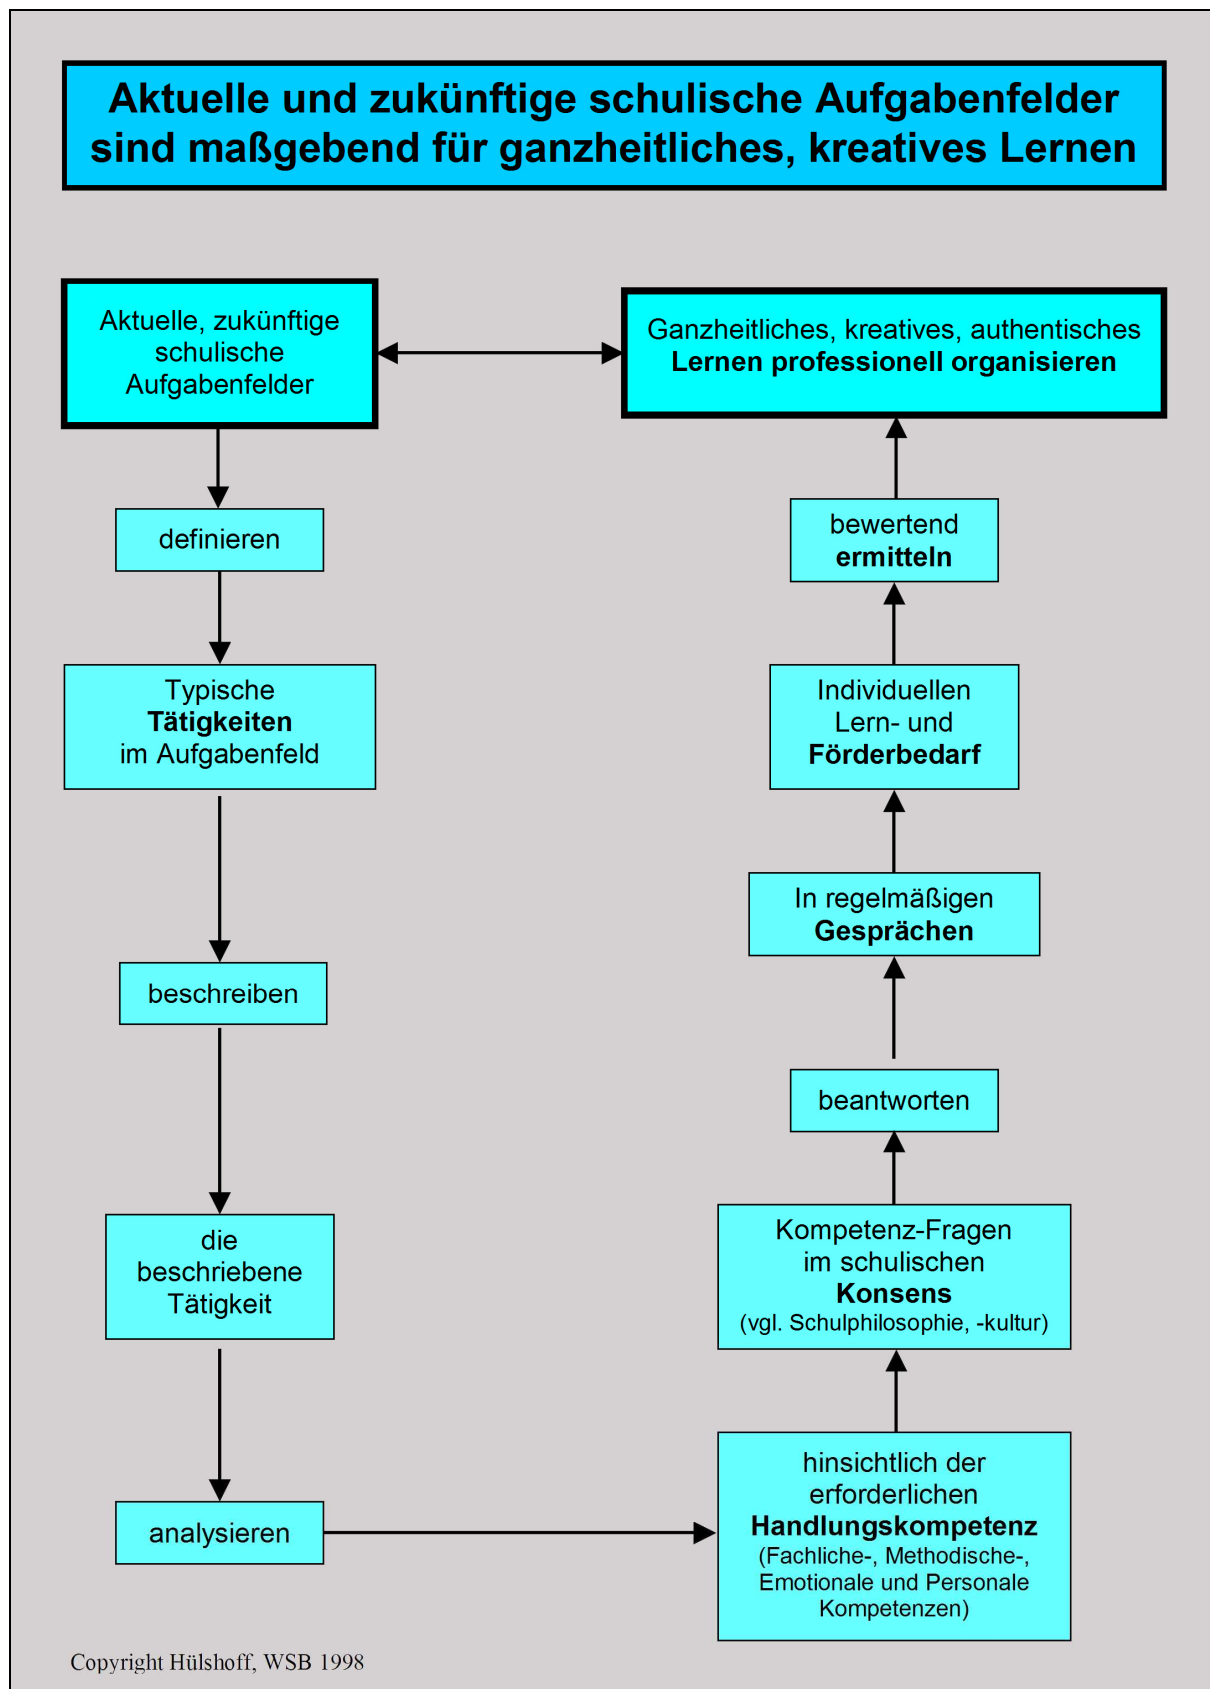 Aktuelle und zukünftige schulische Aufgabenfelder
sind maßgebend für ganzheitliches, kreatives Lernen
Aktuelle, zukünftige
schulische
Aufgabenfelder
definieren
Typische
Tätigkeiten
im Aufgabenfeld
beschreiben
die
beschriebene
Tätigkeit
analysieren
hinsichtlich der
erforderlichen
Handlungskompetenz
(Fachliche-, Methodische-,
Emotionale und Personale
Kompetenzen)
Kompetenz-Fragen
im schulischen
Konsens
(vgl. Schulphilosophie, -kultur)
beantworten
In regelmäßigen
Gesprächen
Individuellen
Lern- und
Förderbedarf
bewertend
ermitteln
Ganzheitliches, kreatives, authentisches
Lernen professionell organisieren
Copyright Hülshoff, WSB 1998